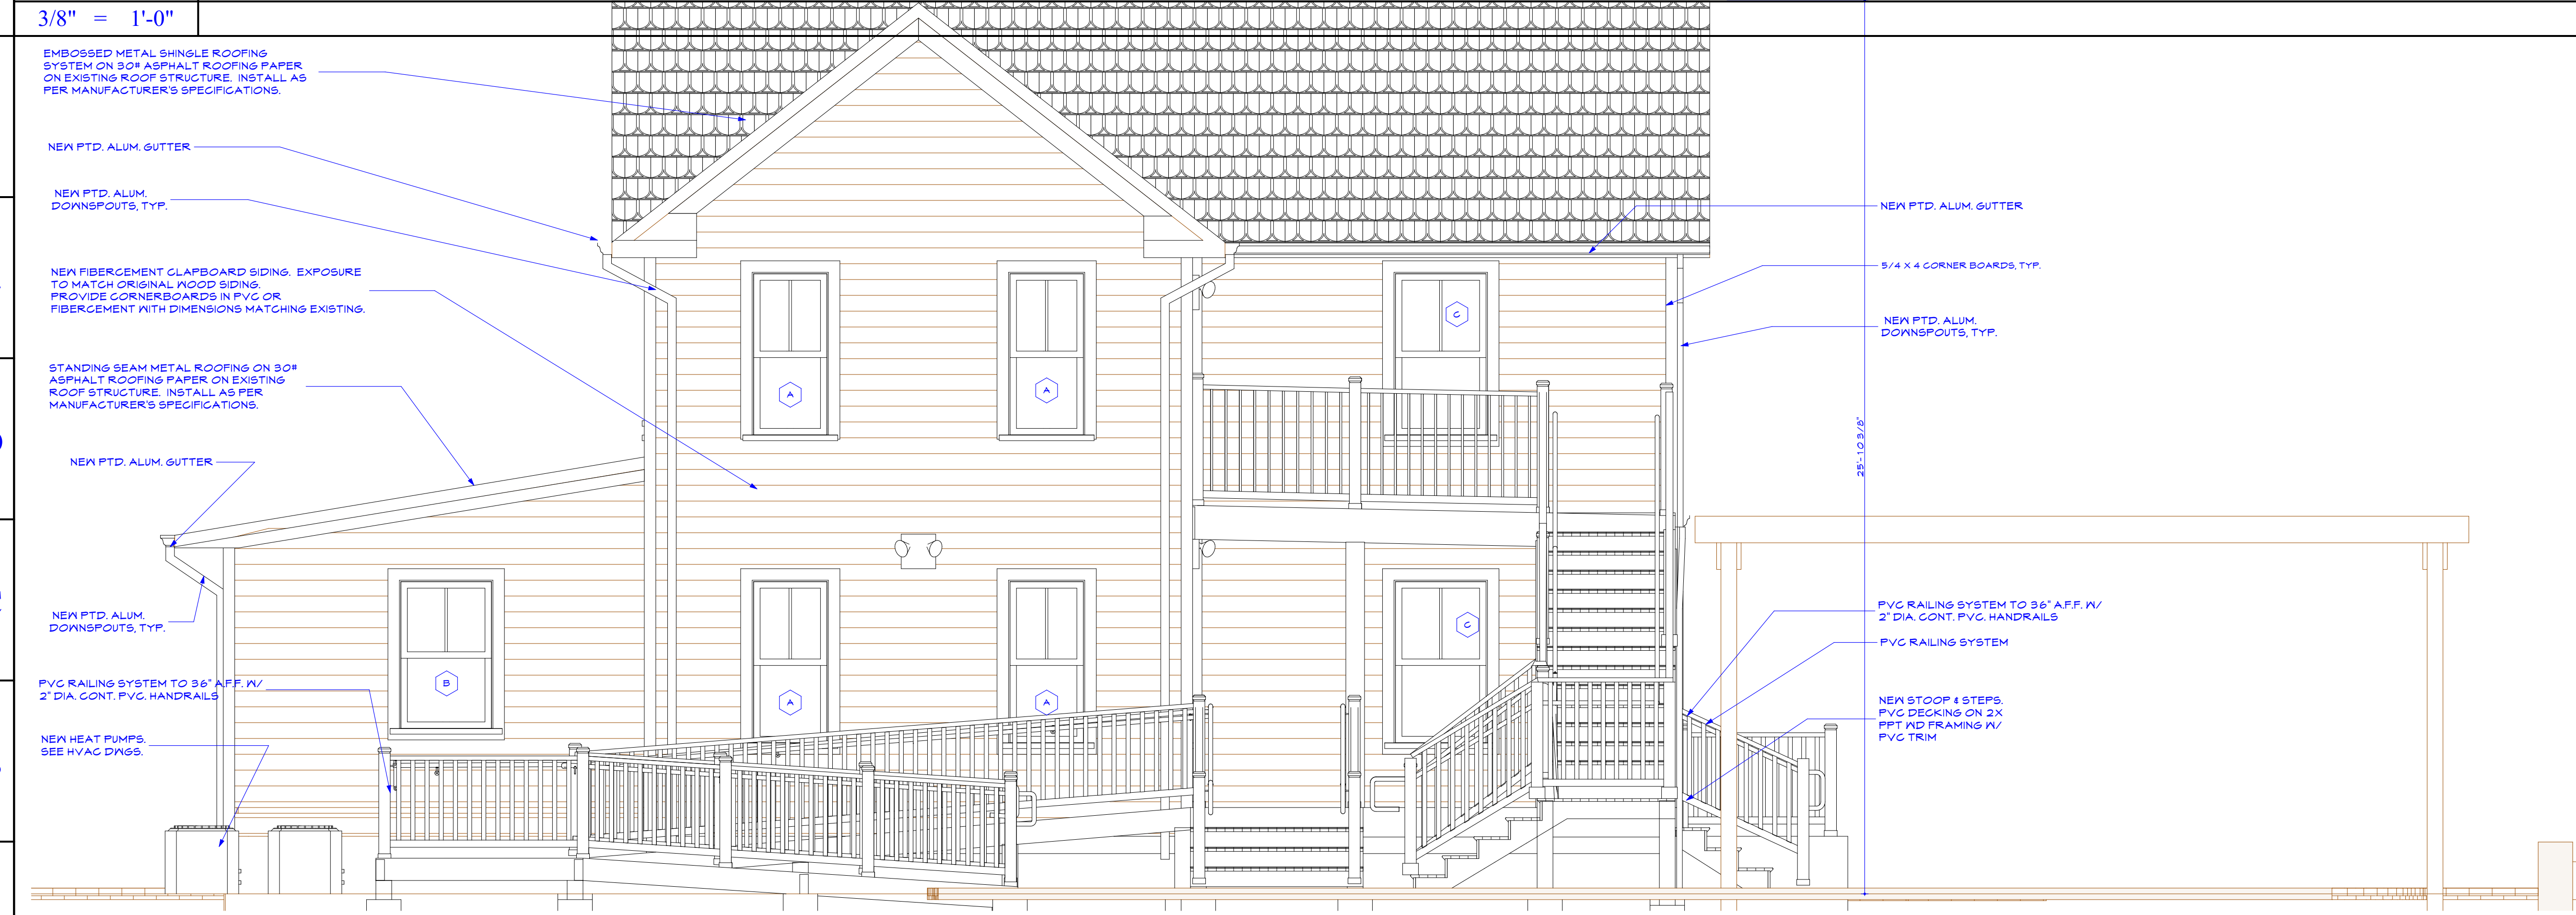 3/8" = 1'-0"
EMBOSSED METAL SHINGLE ROOFING
SYSTEM ON 30# ASPHALT ROOFING PAPER
ON EXISTING ROOF STRUCTURE. INSTALL AS
PER MANUFACTURER'S SPECIFICATIONS.
NEW PTD. ALUM. GUTTER
NEW PTD. ALUM.
DOWNSPOUTS, TYP.
NEW FIBERCEMENT CLAPBOARD SIDING. EXPOSURE
TO MATCH ORIGINAL WOOD SIDING.
PROVIDE CORNERBOARDS IN PVC OR
FIBERCEMENT WITH DIMENSIONS MATCHING EXISTING.
STANDING SEAM METAL ROOFING ON 30#
ASPHALT ROOFING PAPER ON EXISTING
ROOF STRUCTURE. INSTALL AS PER
MANUFACTURER'S SPECIFICATIONS.
NEW PTD. ALUM. GUTTER
NEW PTD. ALUM.
DOWNSPOUTS, TYP.
PVC RAILING SYSTEM TO 36" A.F.F. W/
2" DIA. CONT. PVC. HANDRAILS
NEW HEAT PUMPS.
SEE HVAC DWGS.
A
A
C
B
A
A
C
NEW PTD. ALUM. GUTTER
5/4 X 4 CORNER BOARDS, TYP.
NEW PTD. ALUM.
DOWNSPOUTS, TYP.
25'-10 3/8"
PVC RAILING SYSTEM TO 36" A.F.F. W/
2" DIA. CONT. PVC. HANDRAILS
PVC RAILING SYSTEM
NEW STOOP & STEPS.
PVC DECKING ON 2X
PPT WD FRAMING W/
PVC TRIM